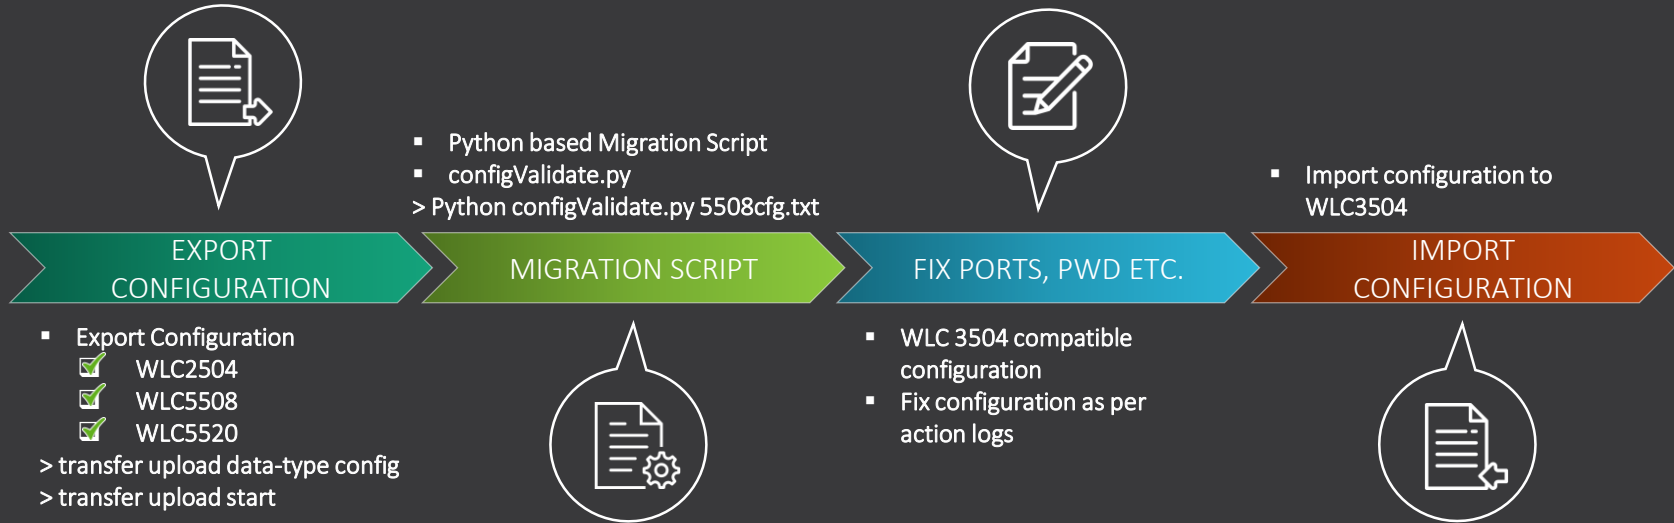 EXPORT
CONFIGURATION
▪ Export Configuration
WLC2504
WLC5508
WLC5520
> transfer upload data-type config
> transfer upload start
▪ Python based Migration Script
▪ configValidate.py
> Python configValidate.py 5508cfg.txt
MIGRATION SCRIPT
FIX PORTS, PWD ETC.
▪ WLC 3504 compatible
configuration
▪ Fix configuration as per
action logs
▪ Import configuration to
WLC3504
IMPORT
CONFIGURATION